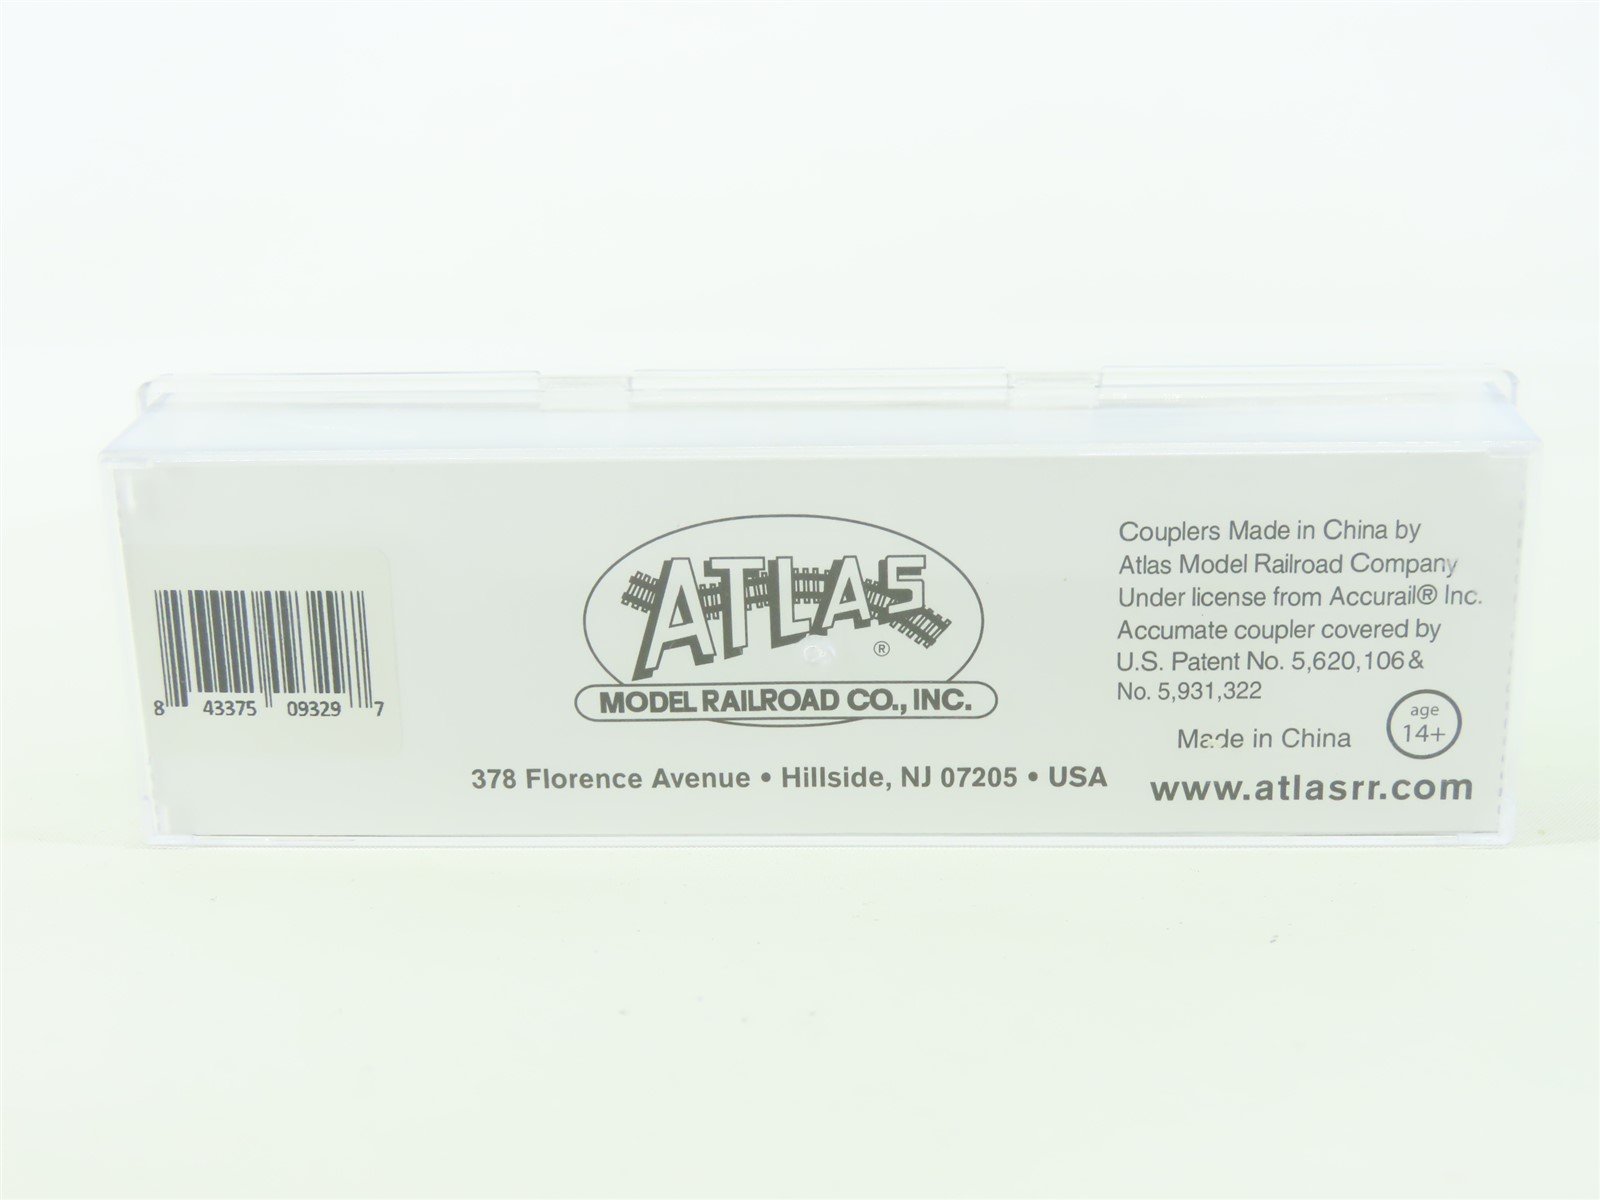 ATLAS ®
MODEL RAILROAD CO., INC.
378 Florence Avenue • Hillside, NJ 07205 • USA
8 43375 09329 7
Couplers Made in China by
Atlas Model Railroad Company
Under license from Accurail® Inc.
Accumate coupler covered by
U.S. Patent No. 5,620,106 &
No. 5,931,322
Made in China
age
14+
www.atlasrr.com